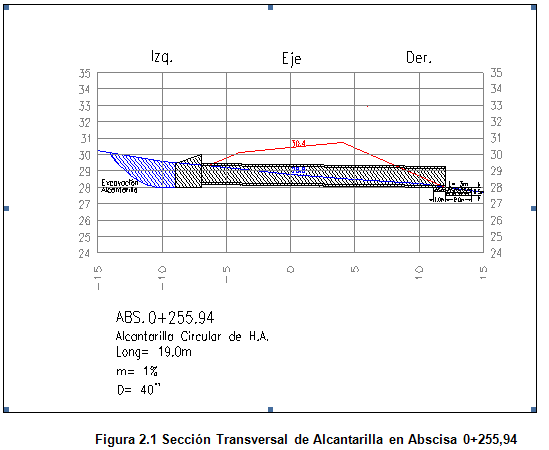 Izq. Eje Der.
35 35
34 34
33 33
32 32
31 31
30.4
30 30
29 29
28 28
Excavación
Alcantarilla
27 27
26 26
25 25
24 24
-15 -10 -5 0 5 10 15
ABS. 0+255.94
Alcantarilla Circular de H.A.
Long= 19.0m
m= 1%
D= 40"
Figura 2.1 Sección Transversal de Alcantarilla en Abscisa 0+255,94